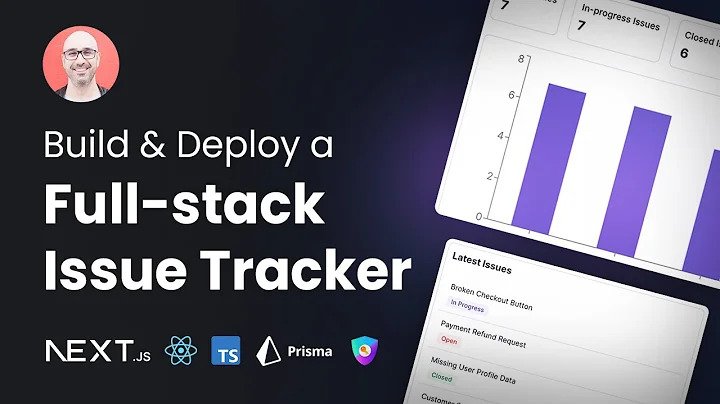 Build & Deploy a
Full-stack
Issue Tracker
NEXT.JS
TS
Prisma
7
In-progress Issues
7
Closed
6
8
6
4
2
0
Latest Issues
Broken Checkout Button
In Progress
Payment Refund Request
Open
Missing User Profile Data
Closed
Customer